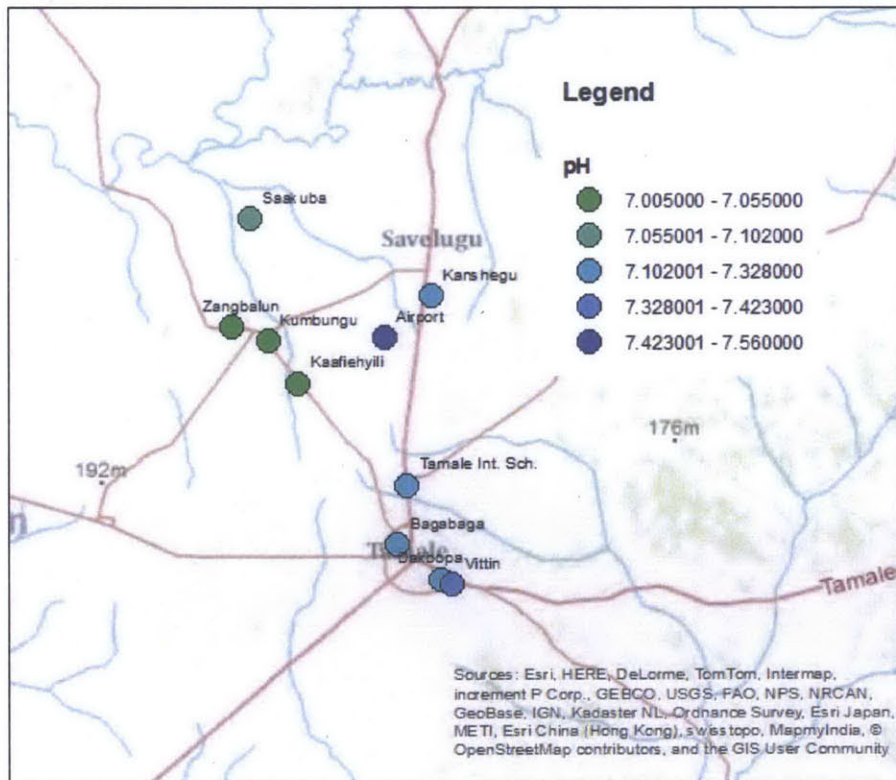 Legend
pH
7.005000 - 7.055000
7.055001 - 7.102000
7.102001 - 7.328000
7.328001 - 7.423000
7.423001 - 7.560000
Saakuba
Savelugu
Kanshegu
Zangbalun
Kumbungu
Airport
Kaafiehyili
176m
192m
Tamale Int. Sch.
n
Bagabaga
Tamale
Dakoopa
Vittin
Tamale
Sources: Esri, HERE, DeLorme, TomTom, Intermap,
increment P Corp., GEBCO, USGS, FAO, NPS, NRCAN,
GeoBase, IGN, Kadaster NL, Ordnance Survey, Esri Japan,
METI, Esri China (Hong Kong), swisstopo, MapmyIndia, ©
OpenStreetMap contributors, and the GIS User Community